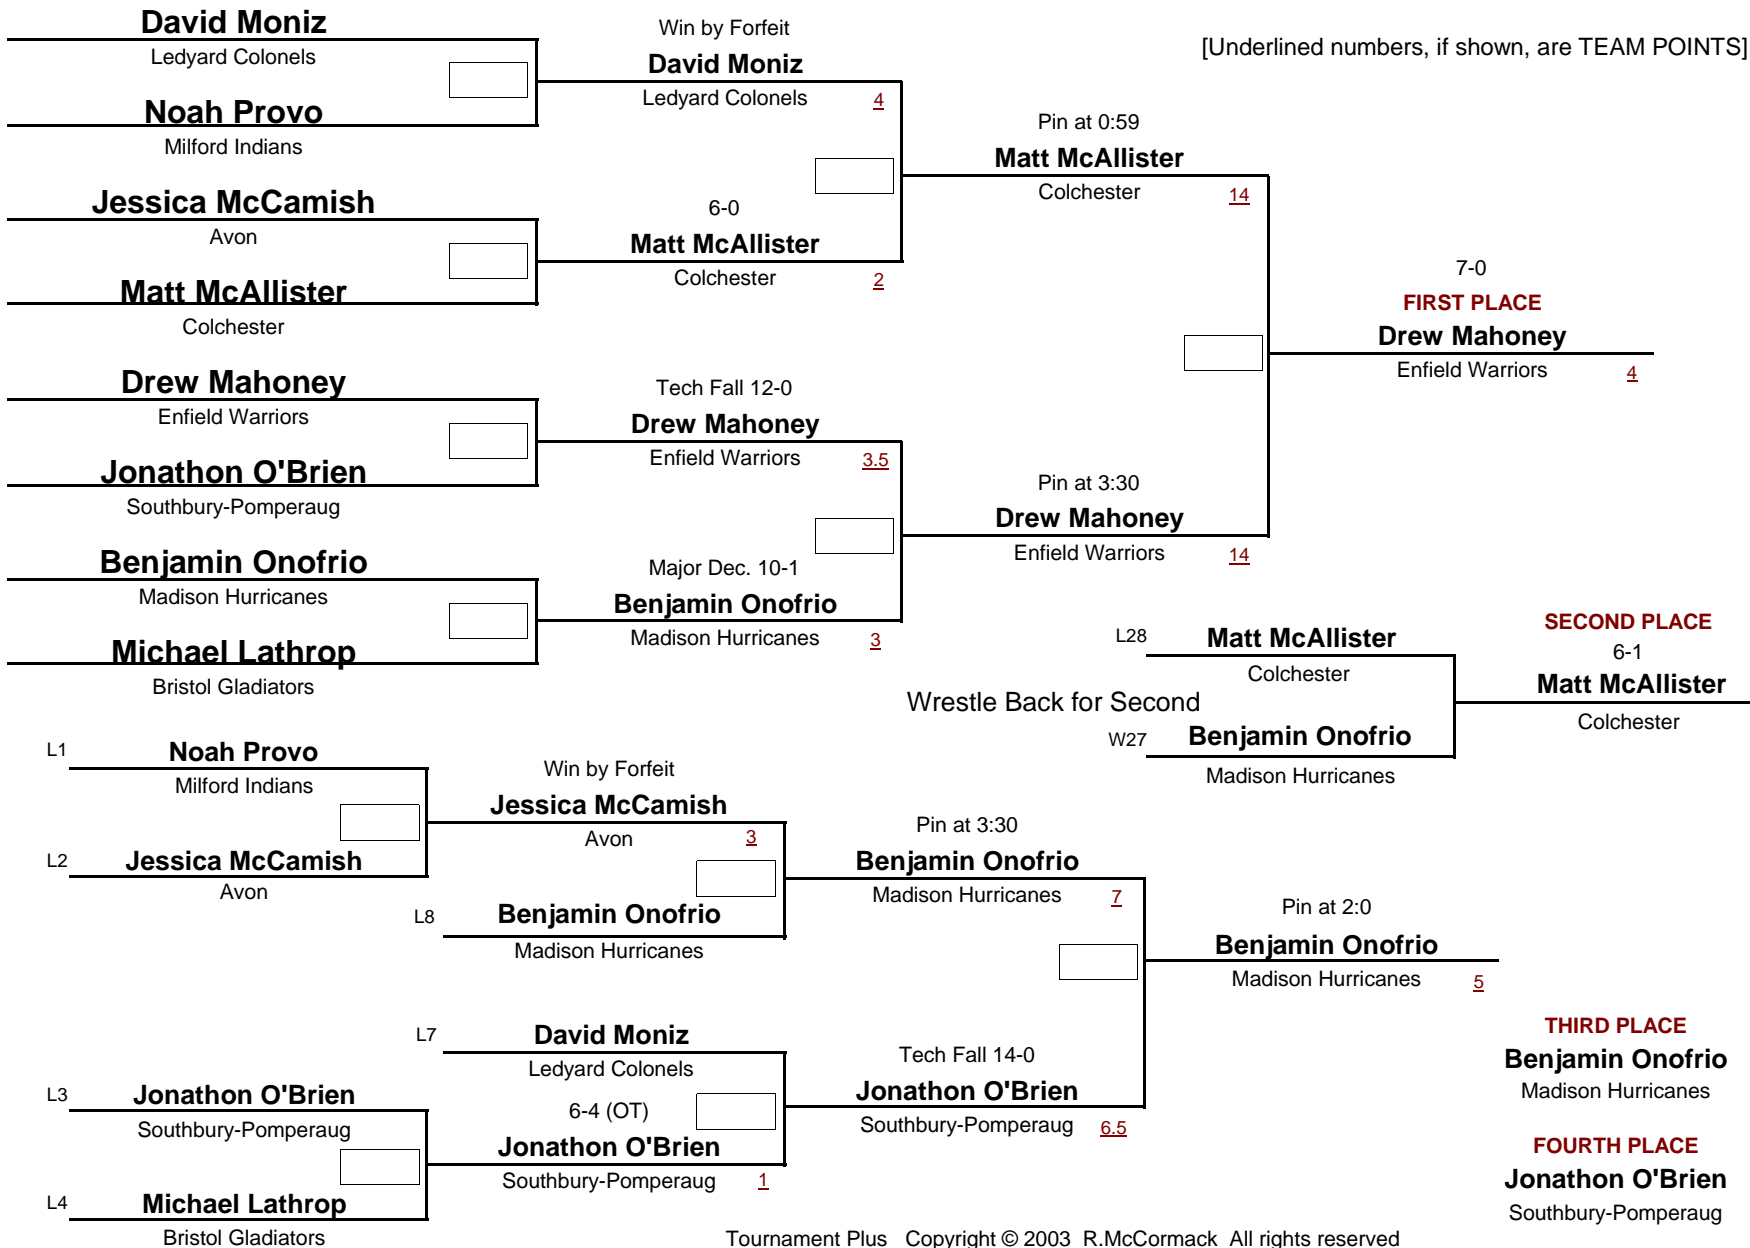 David Moniz
Ledyard Colonels
Noah Provo
Milford Indians
Jessica McCamish
Avon
Matt McAllister
Colchester
Drew Mahoney
Enfield Warriors
Jonathon O'Brien
Southbury-Pomperaug
Benjamin Onofrio
Madison Hurricanes
Michael Lathrop
Bristol Gladiators
Win by Forfeit
David Moniz
Ledyard Colonels 4
6-0
Matt McAllister
Colchester 2
Tech Fall 12-0
Drew Mahoney
Enfield Warriors 3.5
Major Dec. 10-1
Benjamin Onofrio
Madison Hurricanes 3
[Underlined numbers, if shown, are TEAM POINTS]
Pin at 0:59
Matt McAllister
Colchester 14
Pin at 3:30
Drew Mahoney
Enfield Warriors 14
7-0
FIRST PLACE
Drew Mahoney
Enfield Warriors 4
L28 Matt McAllister
Colchester
Wrestle Back for Second
W27 Benjamin Onofrio
Madison Hurricanes
SECOND PLACE
6-1
Matt McAllister
Colchester
L1 Noah Provo
Milford Indians
L2 Jessica McCamish
Avon
Win by Forfeit
Jessica McCamish
Avon 3
L8 Benjamin Onofrio
Madison Hurricanes
Pin at 3:30
Benjamin Onofrio
Madison Hurricanes 7
Pin at 2:0
Benjamin Onofrio
Madison Hurricanes 5
L7 David Moniz
Ledyard Colonels
L3 Jonathon O'Brien
Southbury-Pomperaug
L4 Michael Lathrop
Bristol Gladiators
6-4 (OT)
Jonathon O'Brien
Southbury-Pomperaug 1
Tech Fall 14-0
Jonathon O'Brien
Southbury-Pomperaug 6.5
THIRD PLACE
Benjamin Onofrio
Madison Hurricanes
FOURTH PLACE
Jonathon O'Brien
Southbury-Pomperaug
Tournament Plus Copyright © 2003 R.McCormack All rights reserved